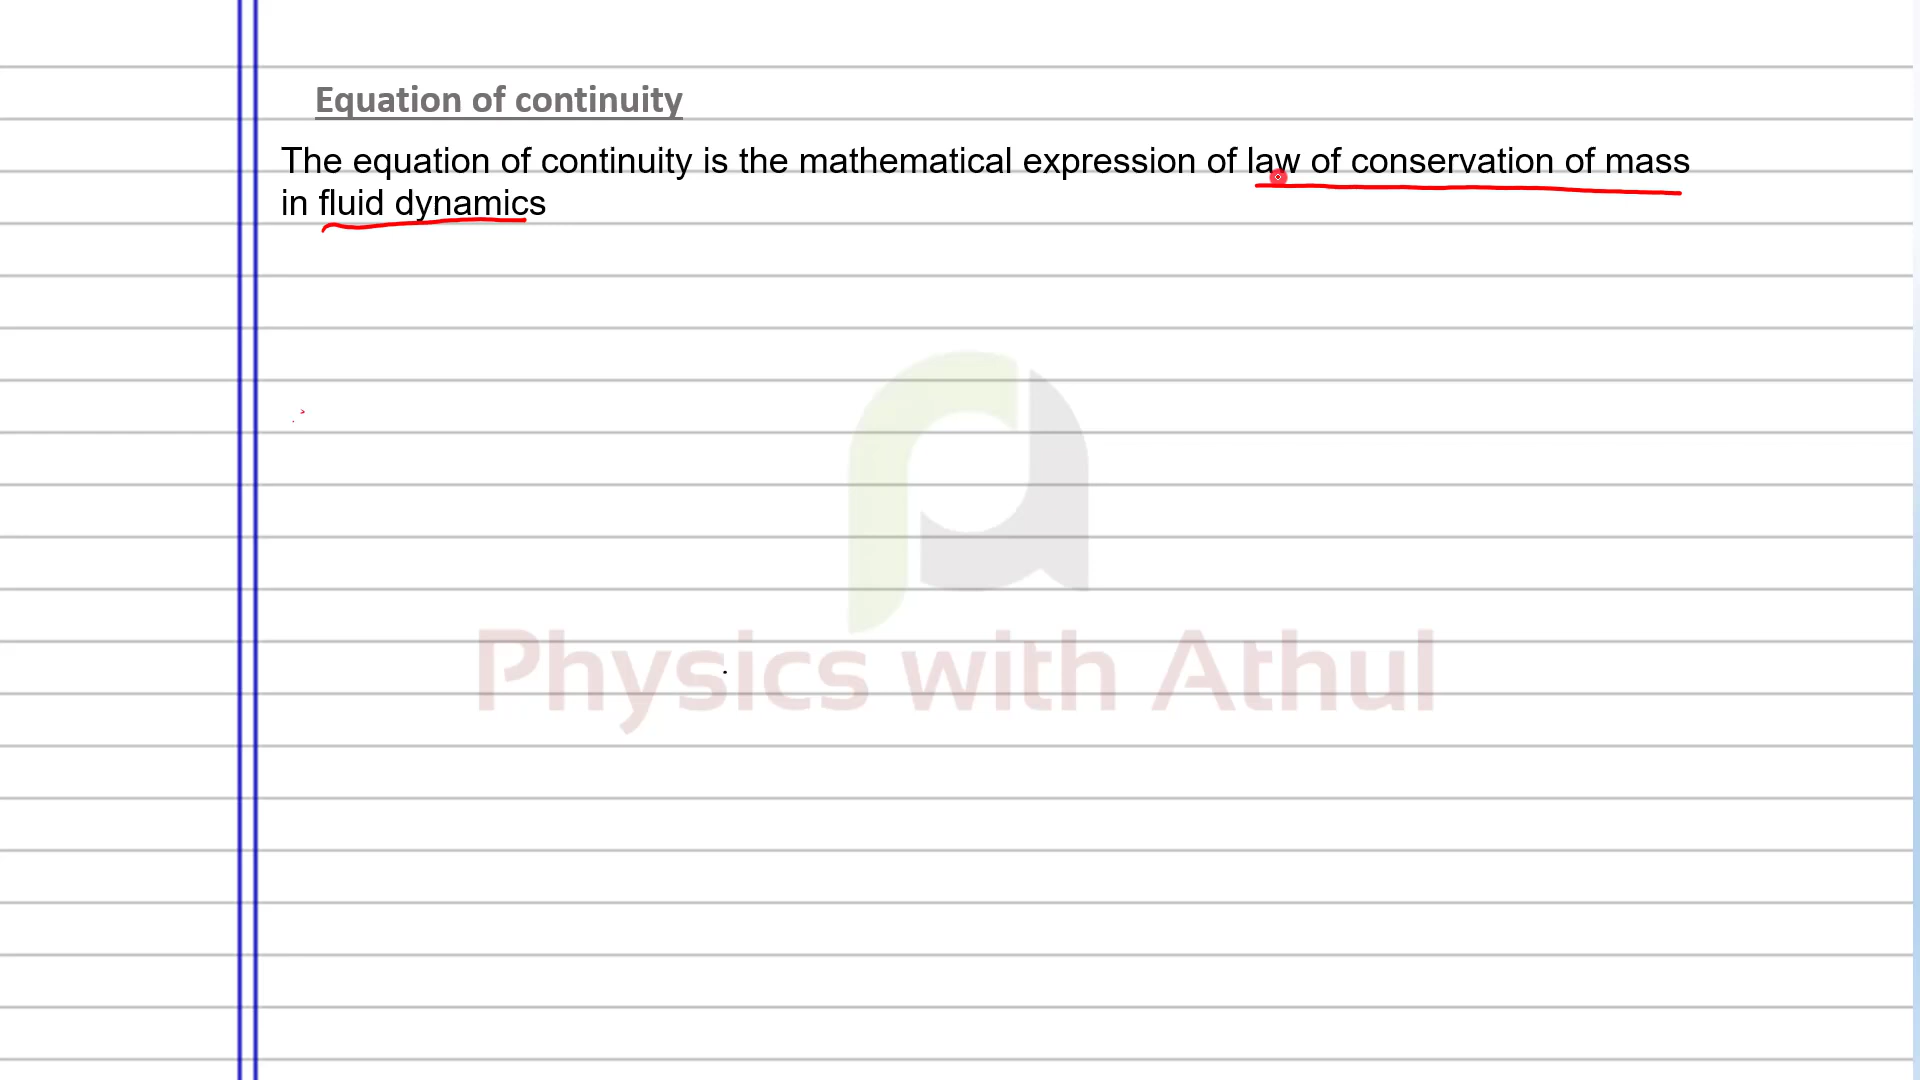 Equation of continuity
The equation of continuity is the mathematical expression of law of conservation of mass
in fluid dynamics
Physics with Athul